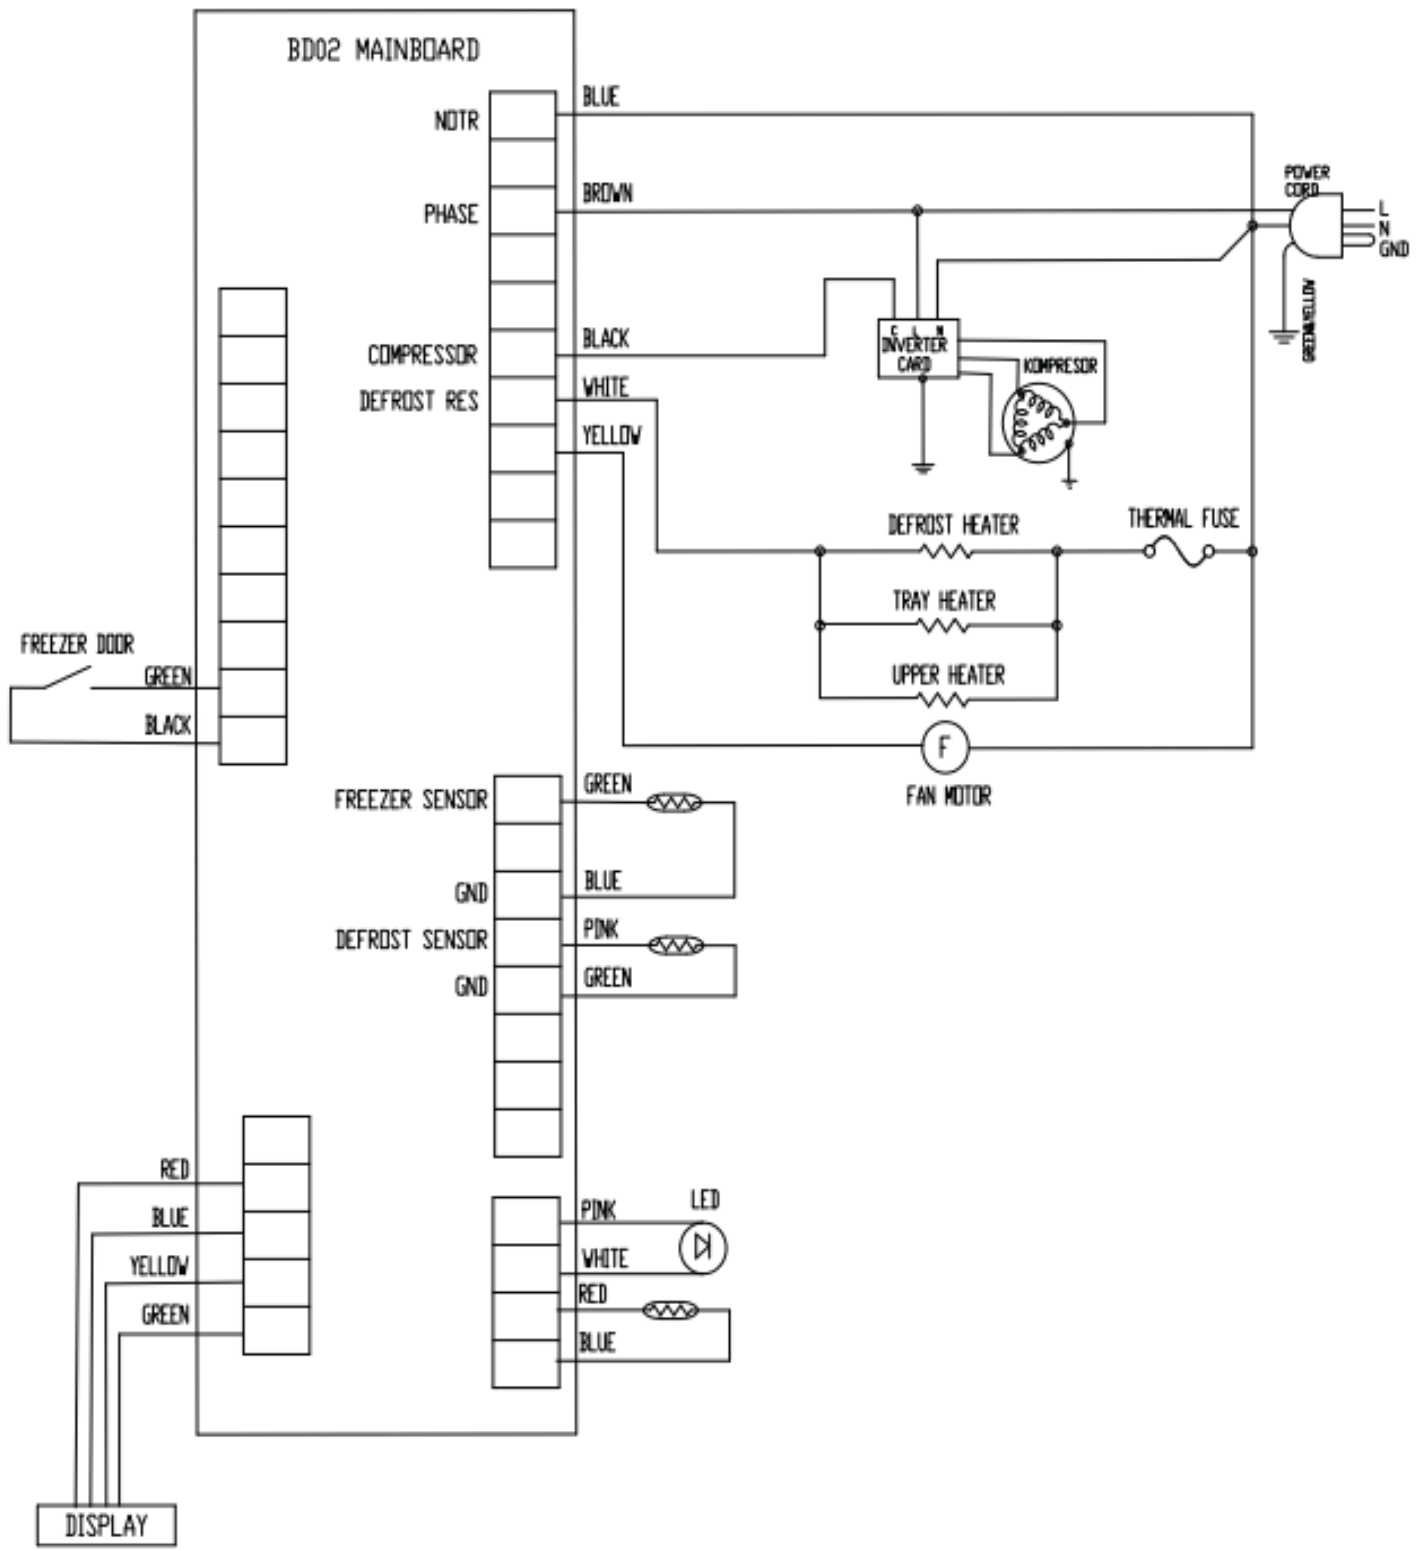 BD02 MAINBOARD
NOTR
BLUE
PHASE
BROWN
POWER
CORD
L
N
GND
GREEN&YELLOW
COMPRESSOR
BLACK
C L N
INVERTER
CARD
KOMPRESOR
DEFROST RES
WHITE
YELLOW
DEFROST HEATER
THERMAL FUSE
TRAY HEATER
UPPER HEATER
F
FAN MOTOR
FREEZER DOOR
GREEN
BLACK
FREEZER SENSOR
GREEN
GND
BLUE
DEFROST SENSOR
PINK
GND
GREEN
RED
BLUE
YELLOW
GREEN
PINK
LED
WHITE
RED
BLUE
DISPLAY